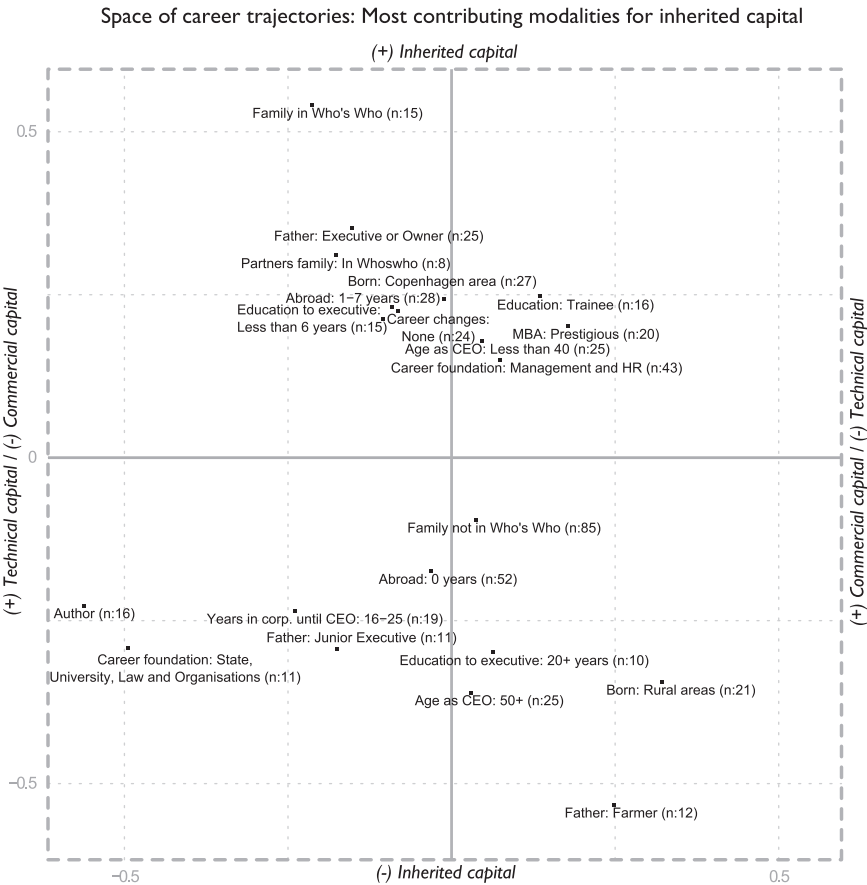 Space of career trajectories: Most contributing modalities for inherited capital
(+) Inherited capital
Family in Who's Who (n:15)
0.5
Father: Executive or Owner (n:25)
Partners family: In Whoswho (n:8)
Born: Copenhagen area (n:27)
Abroad: 1−7 years (n:28)
Education: Trainee (n:16)
Education to executive:
Less than 6 years (n:15)
Career changes:
None (n:24)
MBA: Prestigious (n:20)
Age as CEO: Less than 40 (n:25)
Career foundation: Management and HR (n:43)
(+) Technical capital / (-) Commercial capital
(+) Commercial capital / (-) Technical capital
0
Family not in Who's Who (n:85)
Abroad: 0 years (n:52)
Author (n:16)
Years in corp. until CEO: 16−25 (n:19)
Father: Junior Executive (n:11)
Career foundation: State,
University, Law and Organisations (n:11)
Education to executive: 20+ years (n:10)
Born: Rural areas (n:21)
Age as CEO: 50+ (n:25)
−0.5
Father: Farmer (n:12)
−0.5
(-) Inherited capital
0.5